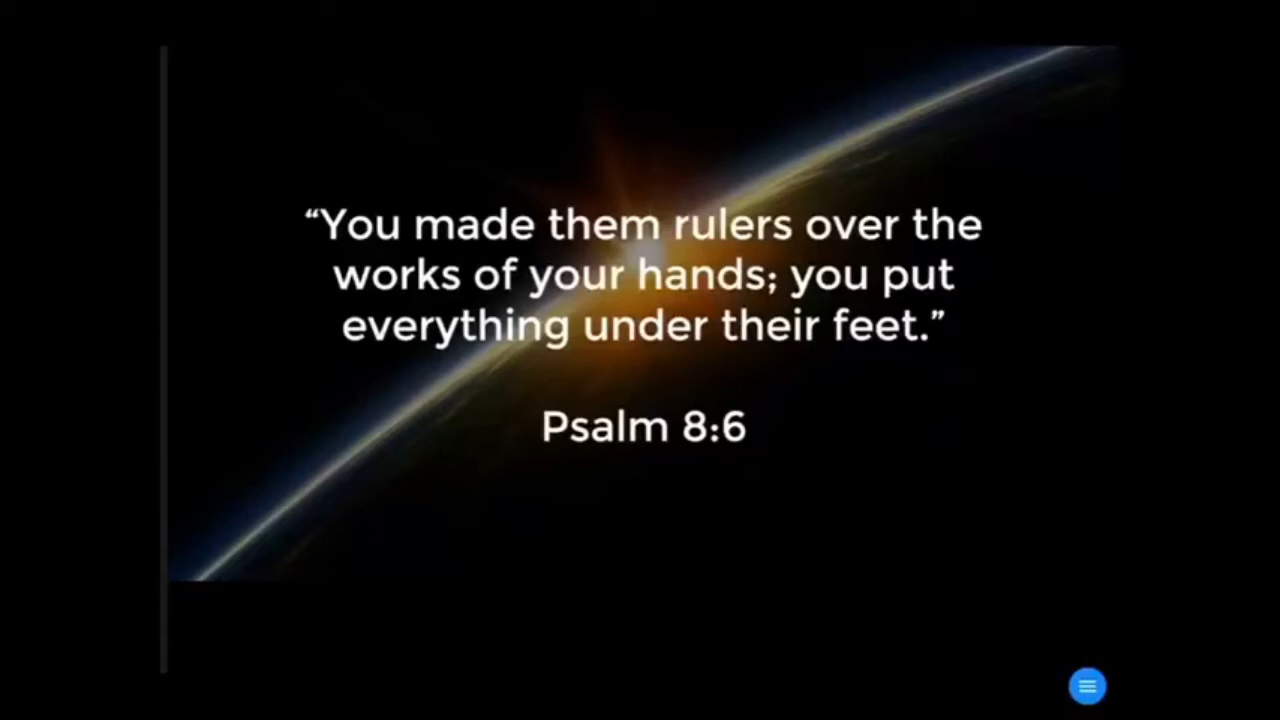 “You made them rulers over the
works of your hands; you put
everything under their feet.”
Psalm 8:6